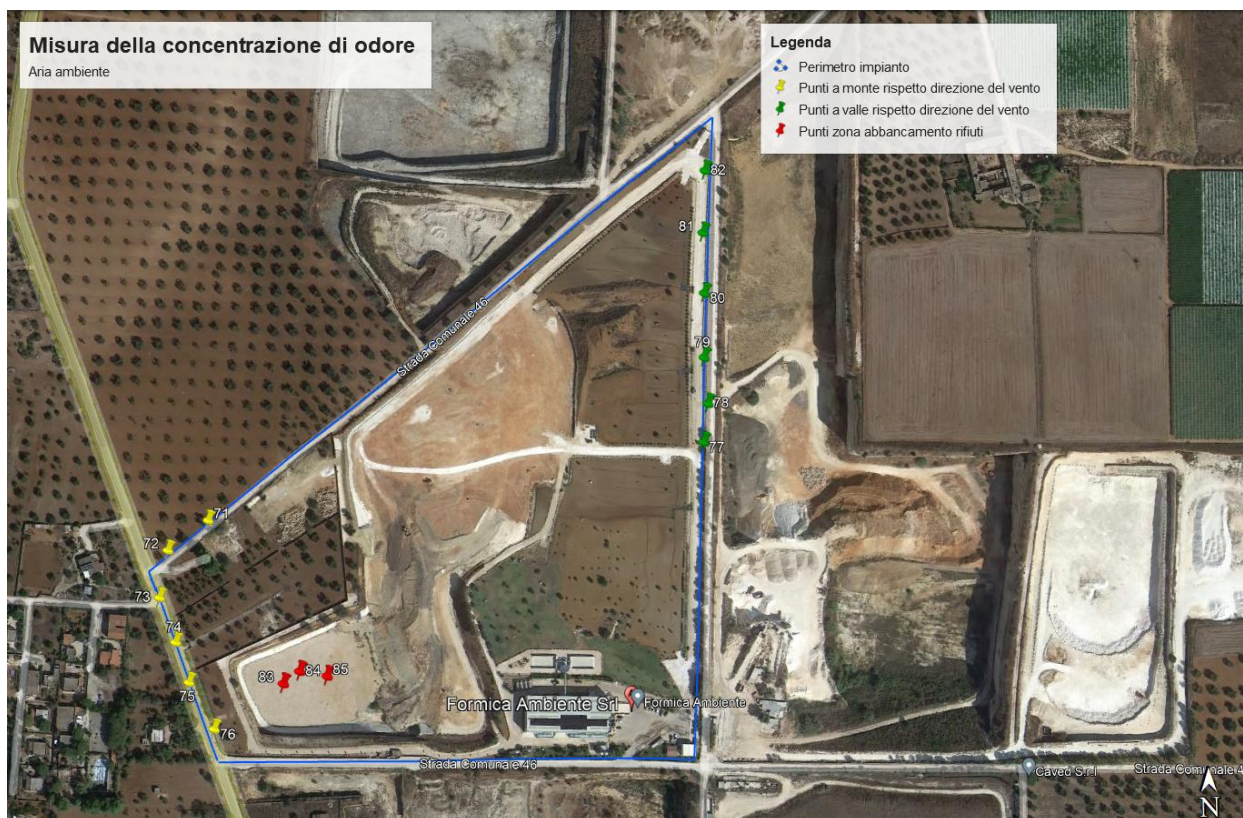 Misura della concentrazione di odore
Aria ambiente
Legenda
Perimetro impianto
Punti a monte rispetto direzione del vento
Punti a valle rispetto direzione del vento
Punti zona abbancamento rifiuti
82
81
80
Strada Comunale 46
79
78
77
71
72
73
74
75
83
84
85
76
Formica Ambiente Srl
Formica Ambiente
Strada Comunale 46
Caved S.r.l
Strada Comunale 4
N